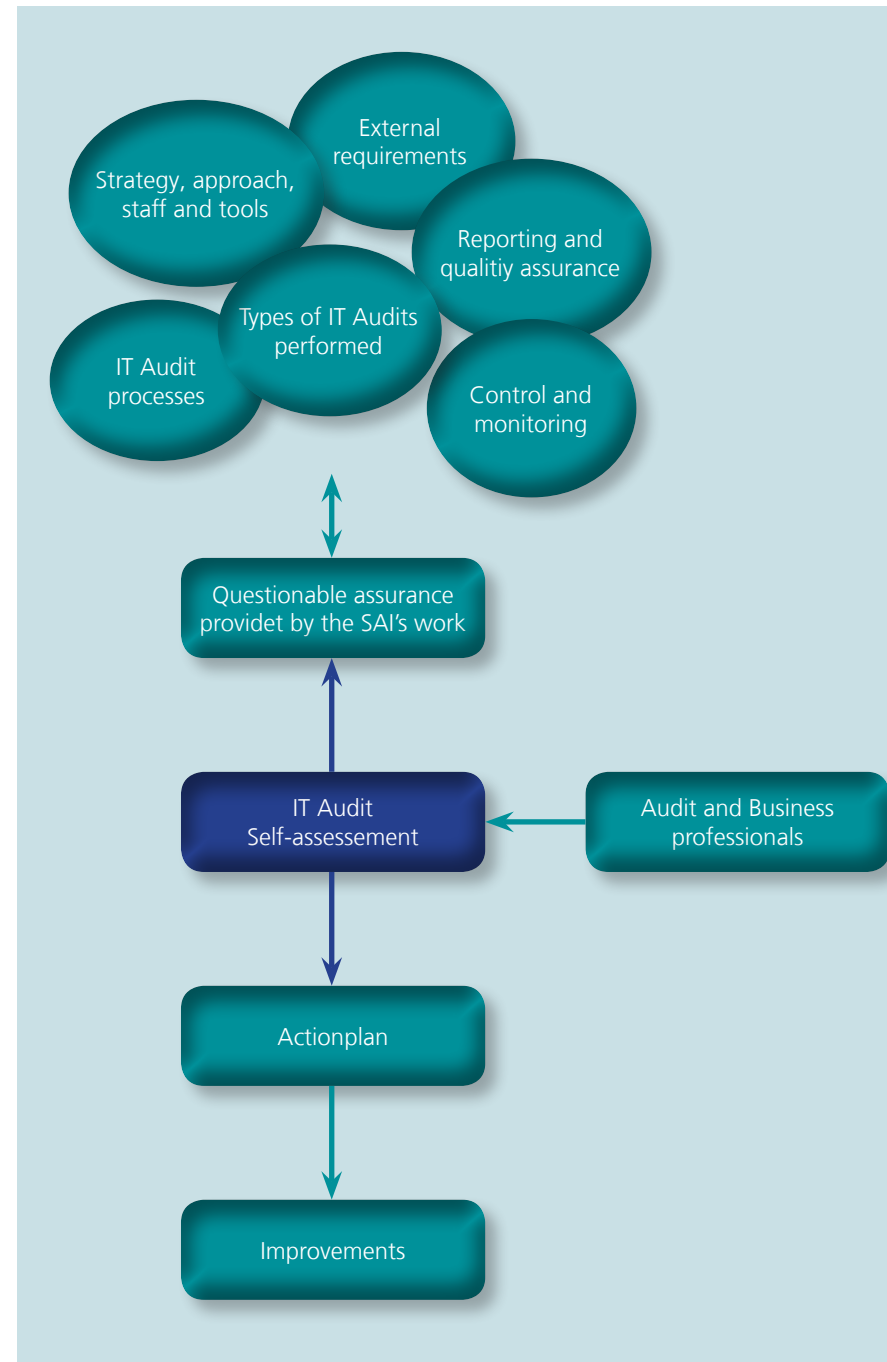 External
requirements
Strategy, approach,
staff and tools
Reporting and
qualitiy assurance
Types of IT Audits
performed
IT Audit
processes
Control and
monitoring
Questionable assurance
providet by the SAI's work
IT Audit
Self-assessement
Audit and Business
professionals
Actionplan
Improvements